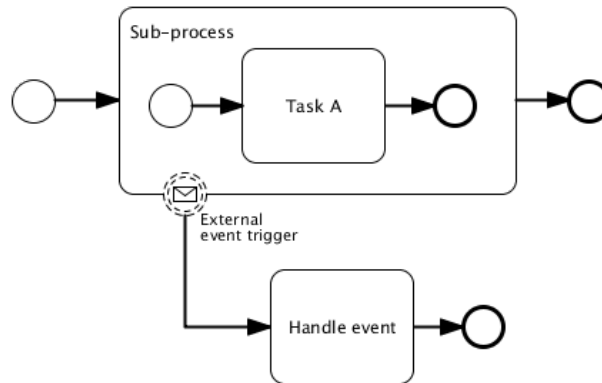 Sub-process
Task A
External
event trigger
Handle event